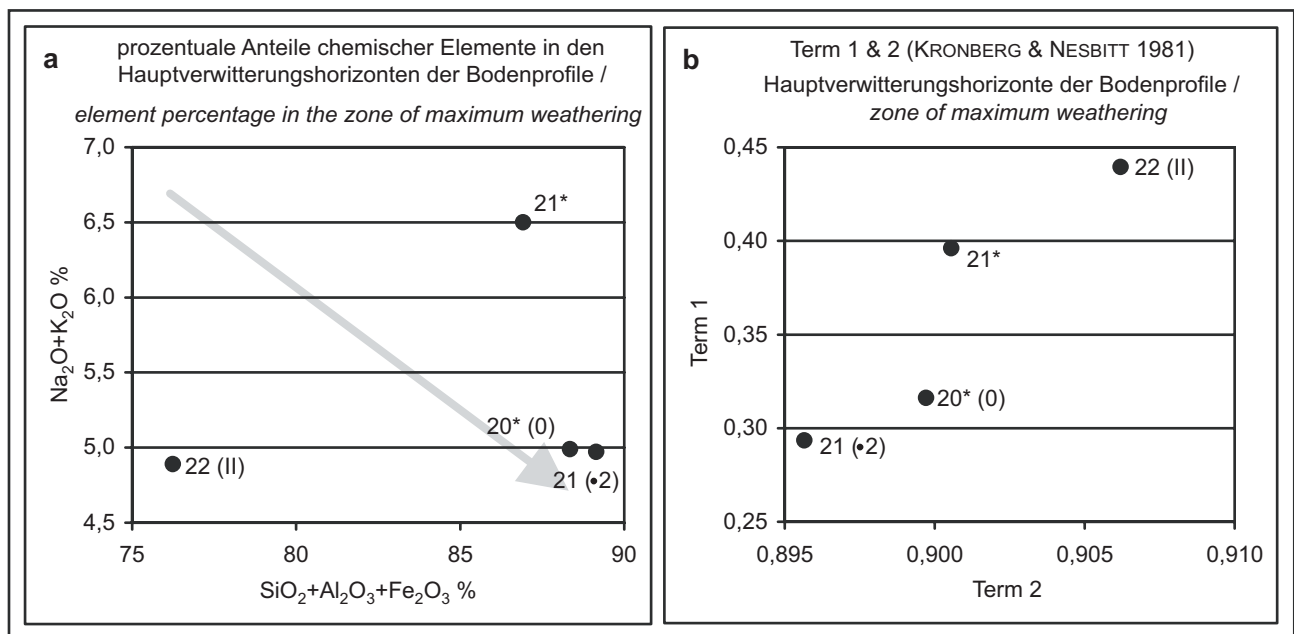 a
prozentuale Anteile chemischer Elemente in den
Hauptverwitterungshorizonten der Bodenprofile /
element percentage in the zone of maximum weathering
7,0
6,5
6,0
5,5
5,0
4,5
Na₂O+K₂O %
21*
20* (0)
21 (•2)
22 (II)
75
80
85
90
SiO₂+Al₂O₃+Fe₂O₃ %
b
Term 1 & 2 (KRONBERG & NESBITT 1981)
Hauptverwitterungshorizonte der Bodenprofile /
zone of maximum weathering
0,45
0,40
0,35
0,30
0,25
Term 1
22 (II)
21*
20* (0)
21 (•2)
0,895
0,900
0,905
0,910
Term 2